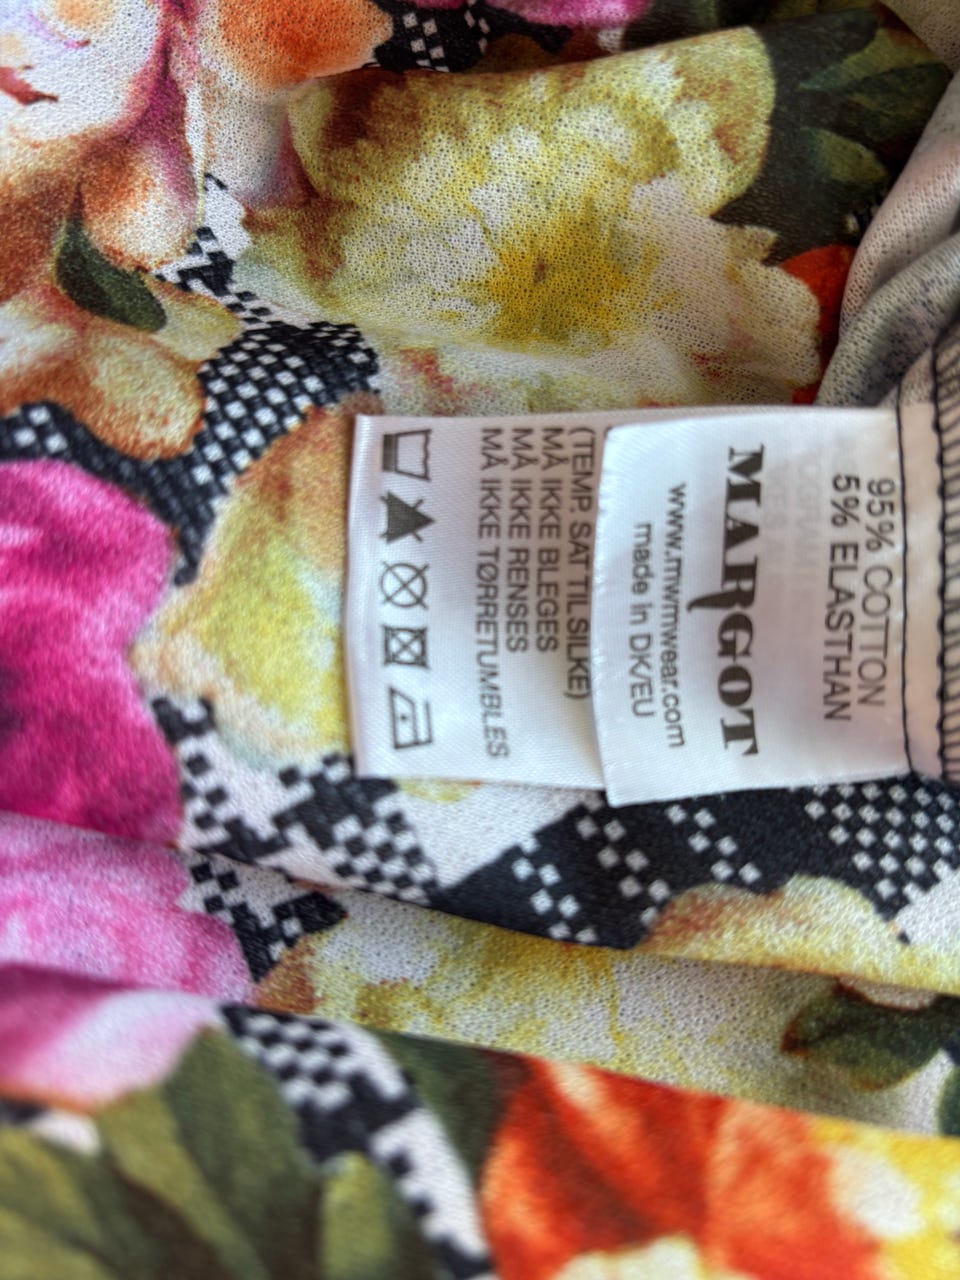 95% COTTON
5% ELASTHAN
MARGOT
www.mwmwear.com
made in DK/EU
(TEMP. SAT TIL SILKE)
MÅ IKKE BLEGES
MÅ IKKE RENSES
MÅ IKKE TØRRETUMBLES